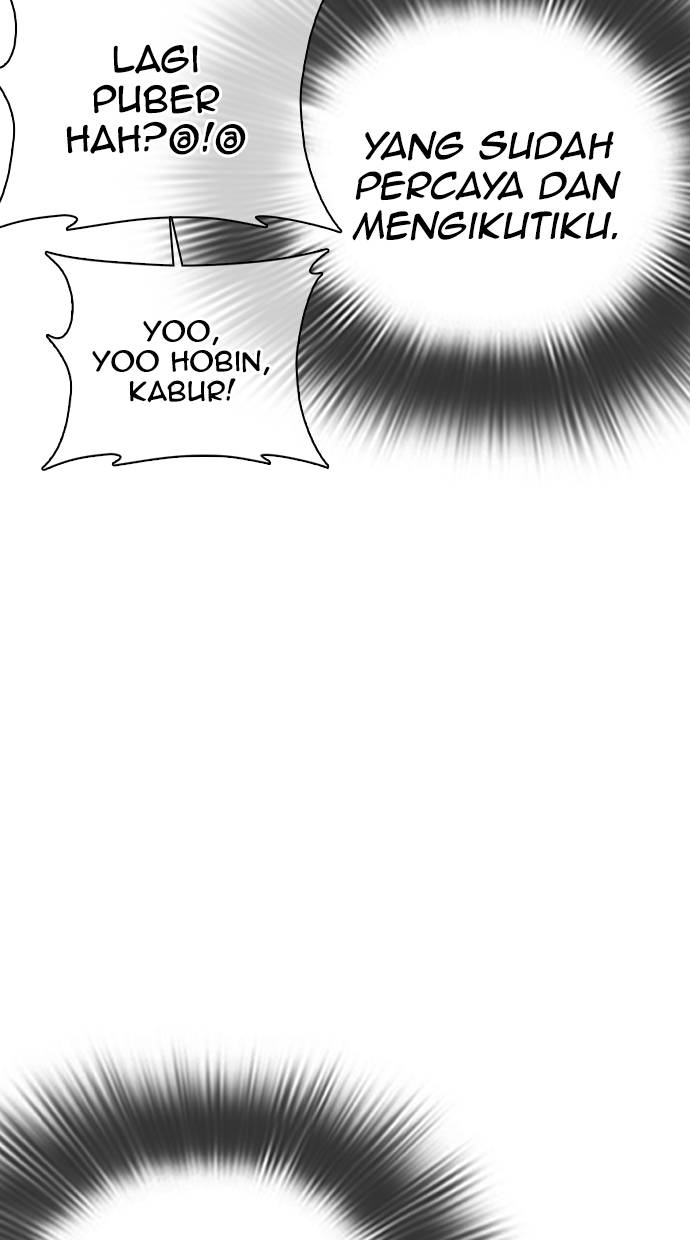 LAGI
PUBER
HAH?@!@
YANG SUDAH
PERCAYA DAN
MENGIKUTIKU.
YOO,
YOO HOBIN,
KABUR!